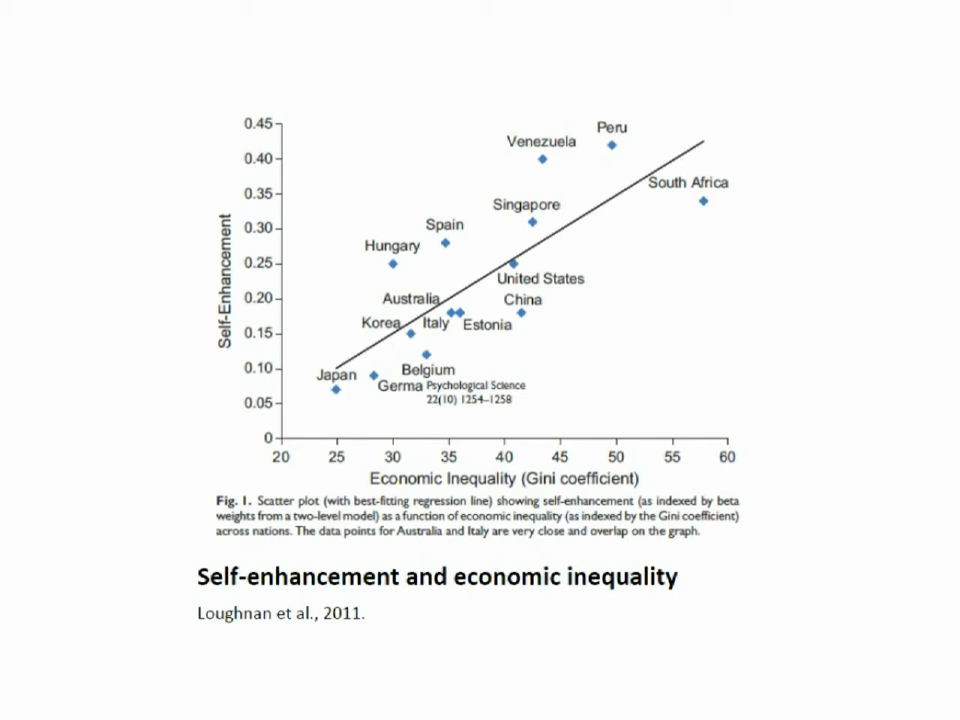 0.45
0.40
0.35
0.30
0.25
0.20
0.15
0.10
0.05
0
Self-Enhancement
Peru
Venezuela
South Africa
Singapore
Spain
Hungary
United States
Australia
China
Korea
Italy
Estonia
Belgium
Japan
Germa
Psychological Science
22(10) 1254–1258
20 25 30 35 40 45 50 55 60
Economic Inequality (Gini coefficient)
Fig. 1. Scatter plot (with best-fitting regression line) showing self-enhancement (as indexed by beta
weights from a two-level model) as a function of economic inequality (as indexed by the Gini coefficient)
across nations. The data points for Australia and Italy are very close and overlap on the graph.
Self-enhancement and economic inequality
Loughnan et al., 2011.